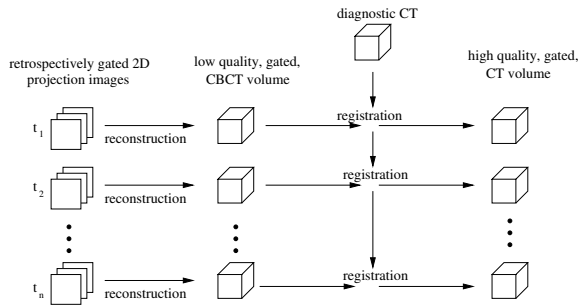 diagnostic CT
retrospectively gated 2D
projection images
low quality, gated,
CBCT volume
high quality, gated,
CT volume
t1
reconstruction
registration
t2
reconstruction
registration
tn
reconstruction
registration